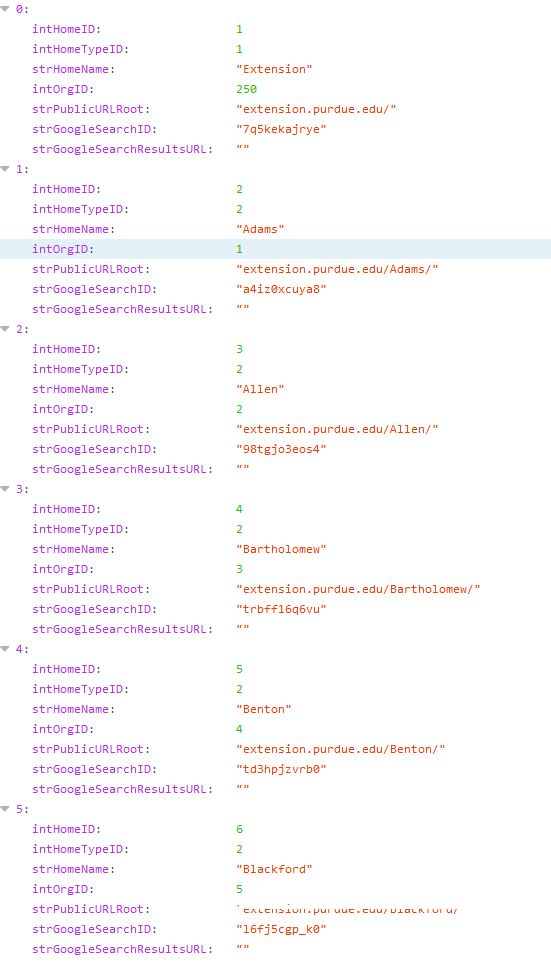 0:
intHomeID: 1
intHomeTypeID: 1
strHomeName: "Extension"
intOrgID: 250
strPublicURLRoot: "extension.purdue.edu/"
strGoogleSearchID: "7q5kekajrye"
strGoogleSearchResultsURL: ""
1:
intHomeID: 2
intHomeTypeID: 2
strHomeName: "Adams"
intOrgID: 1
strPublicURLRoot: "extension.purdue.edu/Adams/"
strGoogleSearchID: "a4iz0xcuya8"
strGoogleSearchResultsURL: ""
2:
intHomeID: 3
intHomeTypeID: 2
strHomeName: "Allen"
intOrgID: 2
strPublicURLRoot: "extension.purdue.edu/Allen/"
strGoogleSearchID: "98tgjo3eos4"
strGoogleSearchResultsURL: ""
3:
intHomeID: 4
intHomeTypeID: 2
strHomeName: "Bartholomew"
intOrgID: 3
strPublicURLRoot: "extension.purdue.edu/Bartholomew/"
strGoogleSearchID: "trbffl6q6vu"
strGoogleSearchResultsURL: ""
4:
intHomeID: 5
intHomeTypeID: 2
strHomeName: "Benton"
intOrgID: 4
strPublicURLRoot: "extension.purdue.edu/Benton/"
strGoogleSearchID: "td3hpjzvrb0"
strGoogleSearchResultsURL: ""
5:
intHomeID: 6
intHomeTypeID: 2
strHomeName: "Blackford"
intOrgID: 5
strPublicURLRoot: "extension.purdue.edu/Blackford/
strGoogleSearchID: "l6fj5cgp_k0"
strGoogleSearchResultsURL: ""